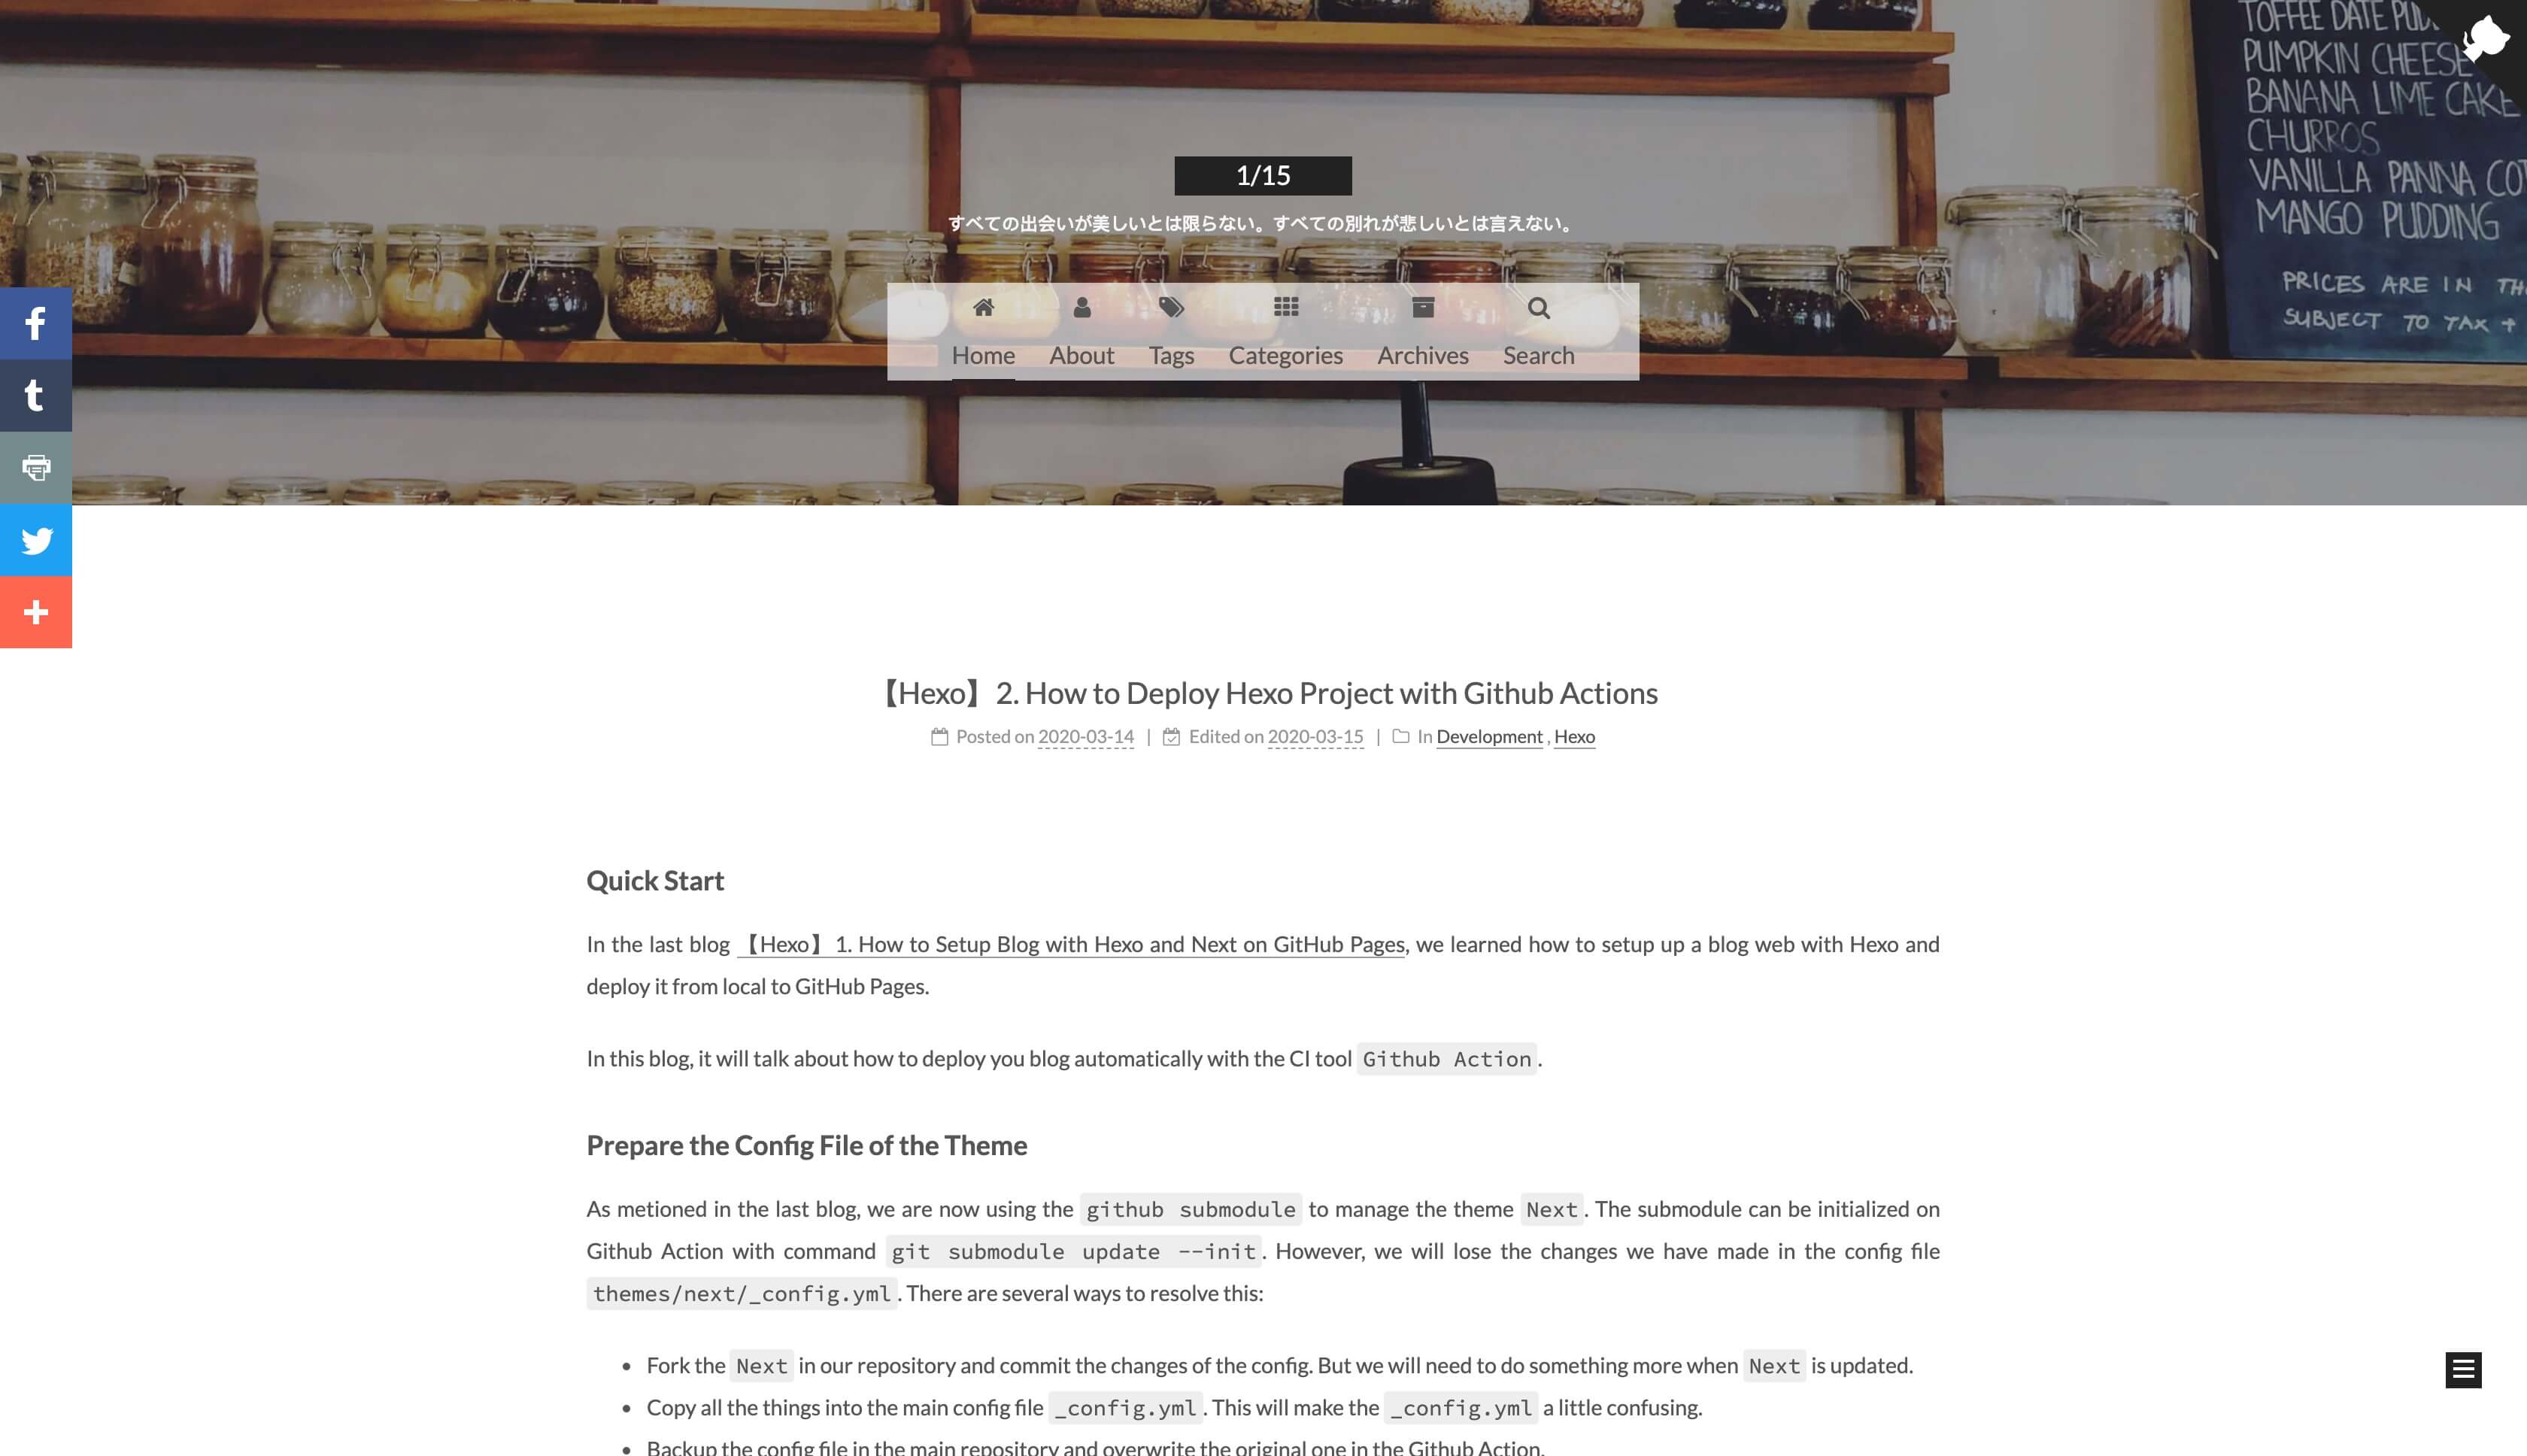 TOFFEE DATE
PUMPKIN CHEESE
BANANA LIME CAKE
CHURROS
VANILLA PANNA
MANGO PUDDING
PRICES ARE IN
SUBJECT TO TAX +
1/15
すべての出会いが美しいとは限らない。すべての別れが悲しいとは言えない。
Home About Tags Categories Archives Search
【Hexo】2. How to Deploy Hexo Project with Github Actions
Posted on 2020-03-14 | Edited on 2020-03-15 | In Development , Hexo
Quick Start
In the last blog 【Hexo】1. How to Setup Blog with Hexo and Next on GitHub Pages, we learned how to setup up a blog web with Hexo and
deploy it from local to GitHub Pages.
In this blog, it will talk about how to deploy you blog automatically with the CI tool Github Action.
Prepare the Config File of the Theme
As metioned in the last blog, we are now using the github submodule to manage the theme Next. The submodule can be initialized on
Github Action with command git submodule update --init. However, we will lose the changes we have made in the config file
themes/next/_config.yml. There are several ways to resolve this:
• Fork the Next in our repository and commit the changes of the config. But we will need to do something more when Next is updated.
• Copy all the things into the main config file _config.yml. This will make the _config.yml a little confusing.
• Backup the config file in the main repository and overwrite the original one in the Github Action.